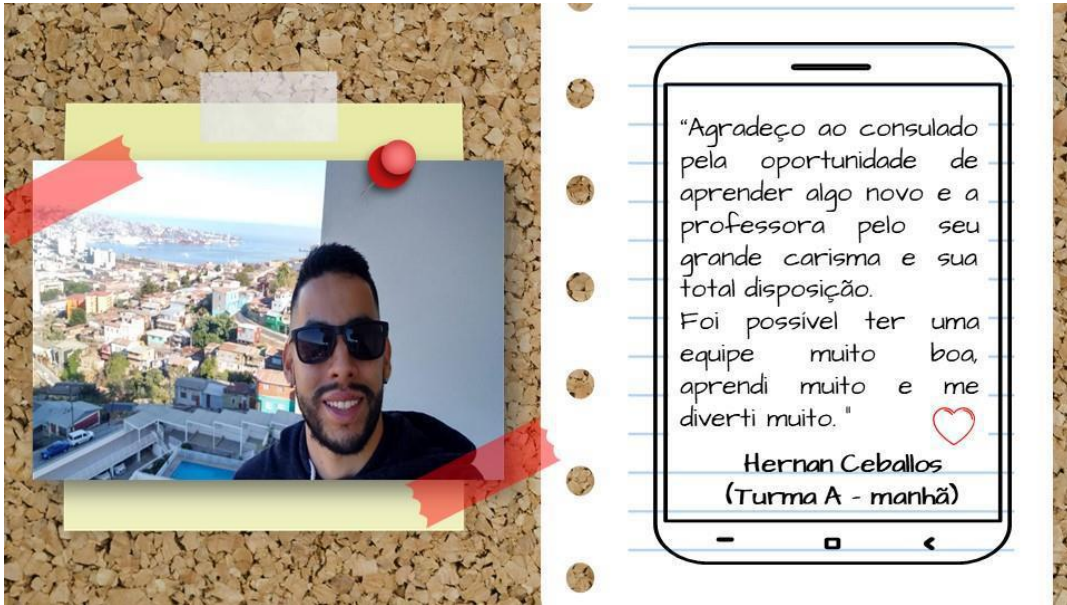 “Agradeço ao consulado
pela oportunidade de
aprender algo novo e a
professora pelo seu
grande carisma e sua
total disposição.
Foi possível ter uma
equipe muito boa,
aprendi muito e me
diverti muito. "
Hernan Ceballos
(Turma A - manhã)